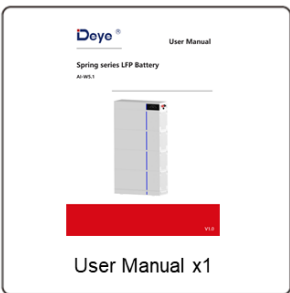 Deye ®
User Manual
Spring series LFP Battery
AI-W5.1
V1.0
User Manual x1